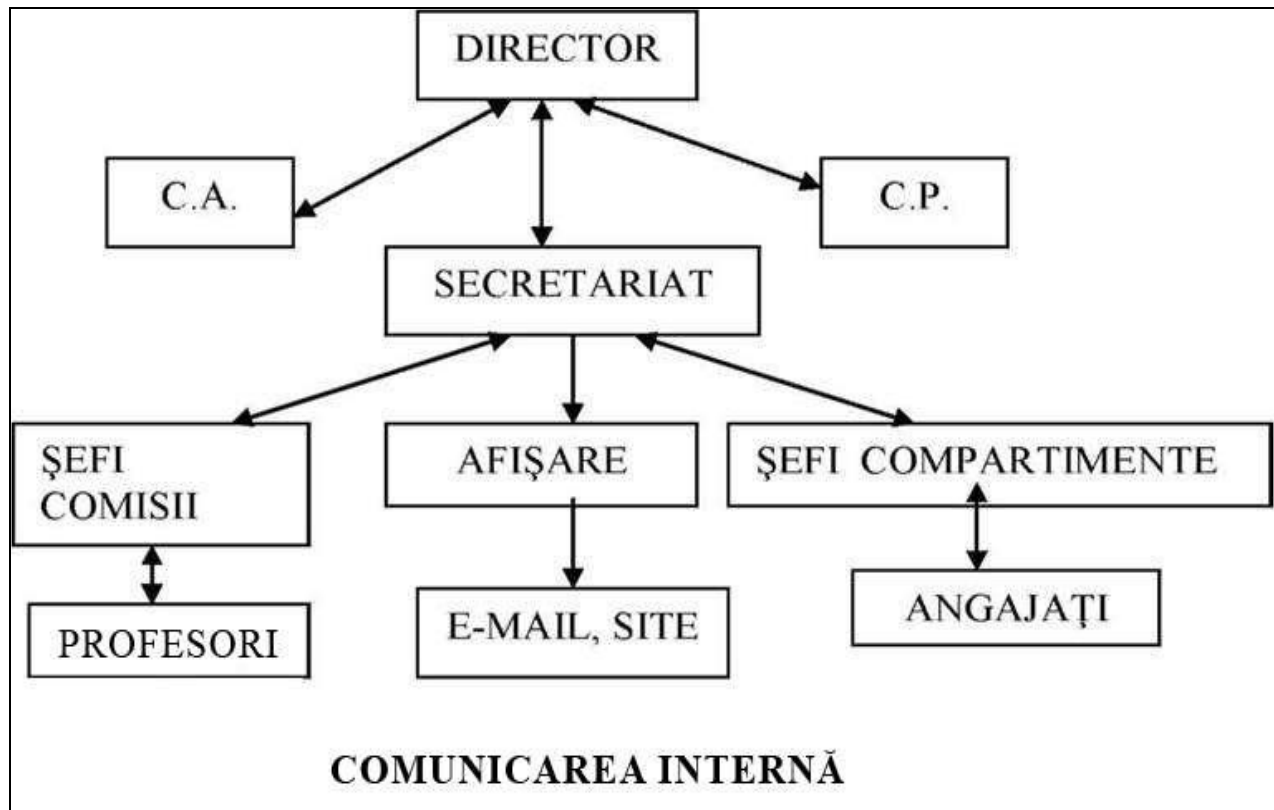 DIRECTOR
C.A.
C.P.
SECRETARIAT
ŞEFI
COMISII
AFIŞARE
ŞEFI COMPARTIMENTE
PROFESORI
E-MAIL, SITE
ANGAJAŢI
COMUNICAREA INTERNĂ